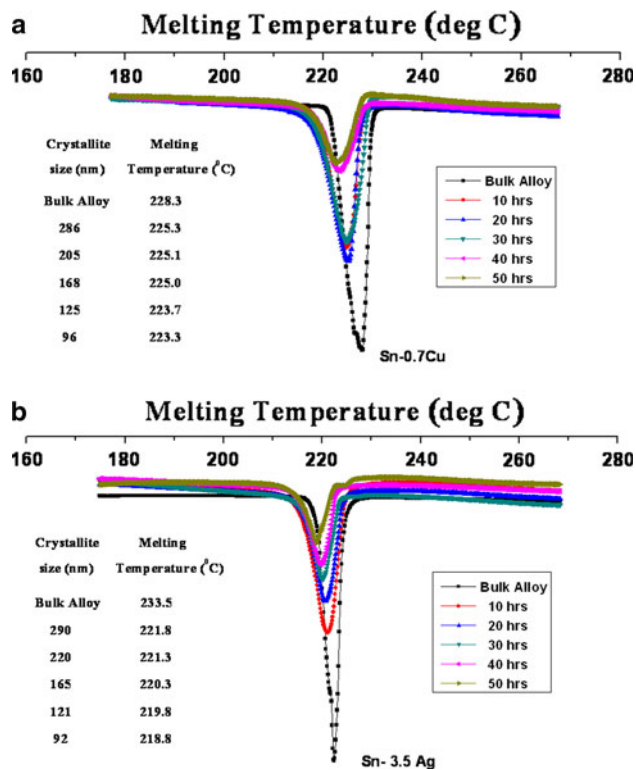 a
Melting Temperature (deg C)
160 180 200 220 240 260 280
Crystallite Melting
size (nm) Temperature (⁰C)
Bulk Alloy 228.3
286 225.3
205 225.1
168 225.0
125 223.7
96 223.3
Bulk Alloy
10 hrs
20 hrs
30 hrs
40 hrs
50 hrs
Sn-0.7Cu
b
Melting Temperature (deg C)
160 180 200 220 240 260 280
Crystallite Melting
size (nm) Temperature (⁰C)
Bulk Alloy 233.5
290 221.8
220 221.3
165 220.3
121 219.8
92 218.8
Bulk Alloy
10 hrs
20 hrs
30 hrs
40 hrs
50 hrs
Sn- 3.5 Ag